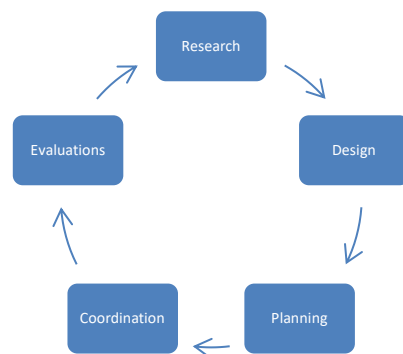 Research
Design
Planning
Coordination
Evaluations